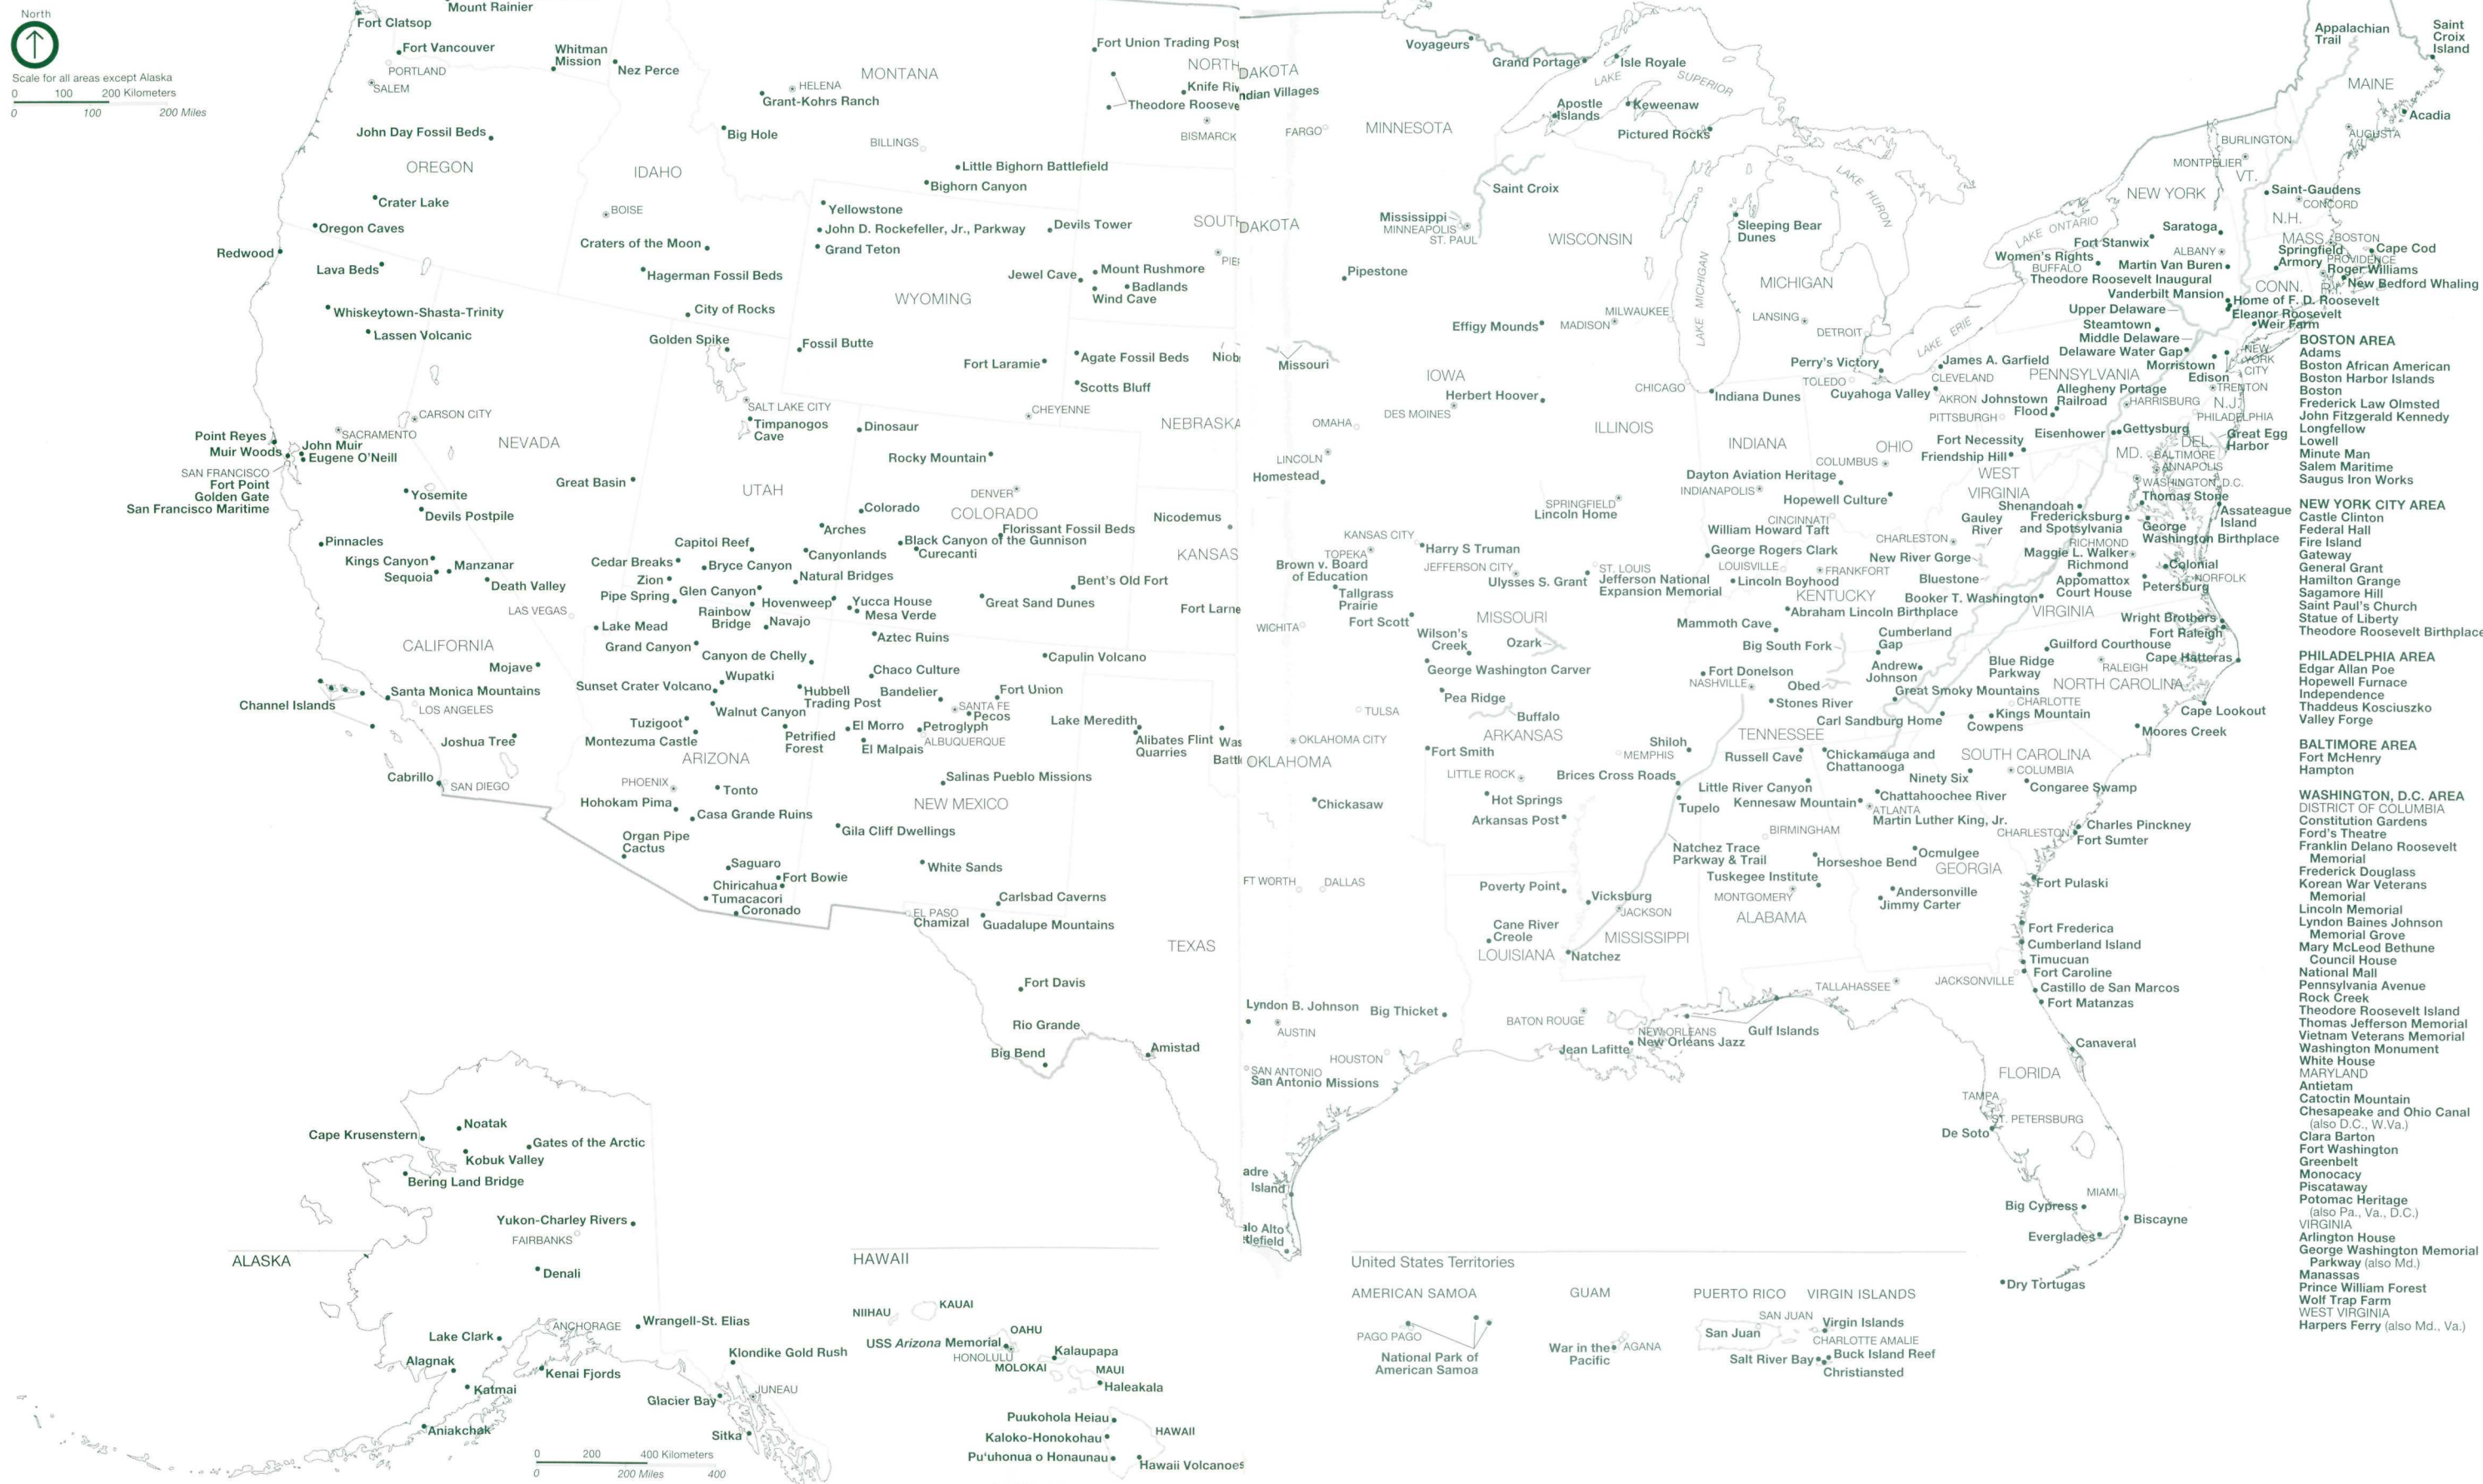 North
Scale for all areas except Alaska
0 100 200 Kilometers
0 100 200 Miles
Mount Rainier
Fort Clatsop
Fort Vancouver
PORTLAND
SALEM
Whitman
Mission
Nez Perce
John Day Fossil Beds
OREGON
Crater Lake
Oregon Caves
Redwood
Lava Beds
Whiskeytown-Shasta-Trinity
Lassen Volcanic
MONTANA
HELENA
Grant-Kohrs Ranch
Big Hole
BILLINGS
Little Bighorn Battlefield
Bighorn Canyon
IDAHO
BOISE
Craters of the Moon
Hagerman Fossil Beds
City of Rocks
Yellowstone
John D. Rockefeller, Jr., Parkway
Grand Teton
Devils Tower
WYOMING
Fossil Butte
Fort Laramie
CHEYENNE
Fort Union Trading Post
NORTH DAKOTA
Knife Riv
ndian Villages
Theodore Roosev
BISMARCK
FARGO
SOUTH DAKOTA
PIE
Jewel Cave
Mount Rushmore
Badlands
Wind Cave
Agate Fossil Beds
Niob
Missouri
Scotts Bluff
NEBRASKA
OMAHA
LINCOLN
Homestead
Golden Spike
SALT LAKE CITY
Timpanogos
Cave
Dinosaur
UTAH
CARSON CITY
NEVADA
Great Basin
SACRAMENTO
Point Reyes
Muir Woods
John Muir
Eugene O'Neill
SAN FRANCISCO
Fort Point
Golden Gate
San Francisco Maritime
Yosemite
Devils Postpile
Pinnacles
Kings Canyon
Sequoia
Manzanar
Death Valley
LAS VEGAS
Lake Mead
CALIFORNIA
Mojave
Channel Islands
Santa Monica Mountains
LOS ANGELES
Joshua Tree
Cabrillo
SAN DIEGO
Rocky Mountain
DENVER
Colorado
COLORADO
Florissant Fossil Beds
Black Canyon of the Gunnison
Curecanti
Bent's Old Fort
Great Sand Dunes
Arches
Capitol Reef
Canyonlands
Cedar Breaks
Bryce Canyon
Zion
Natural Bridges
Pipe Spring
Glen Canyon
Rainbow
Bridge
Hovenweep
Navajo
Yucca House
Mesa Verde
Aztec Ruins
Grand Canyon
Canyon de Chelly
Chaco Culture
Capulin Volcano
Sunset Crater Volcano
Wupatki
Hubbell
Trading Post
Bandelier
Fort Union
SANTA FE
Pecos
Walnut Canyon
Tuzigoot
Montezuma Castle
Petrified
Forest
El Morro
El Malpais
Petroglyph
ALBUQUERQUE
ARIZONA
PHOENIX
Tonto
Hohokam Pima
Casa Grande Ruins
Salinas Pueblo Missions
NEW MEXICO
Gila Cliff Dwellings
Organ Pipe
Cactus
Saguaro
Fort Bowie
Chiricahua
Tumacacori
Coronado
White Sands
Carlsbad Caverns
EL PASO
Chamizal
Guadalupe Mountains
Lake Meredith
Alibates Flint
Quarries
Was
Battl
TEXAS
Fort Davis
Rio Grande
Big Bend
Amistad
FT WORTH
DALLAS
Lyndon B. Johnson
Big Thicket
AUSTIN
HOUSTON
SAN ANTONIO
San Antonio Missions
adre
Island
alo Alto
tlefield
Nicodemus
KANSAS
Fort Larne
KANSAS CITY
TOPEKA
Brown v. Board
of Education
Tallgrass
Prairie
Fort Scott
WICHITA
TULSA
OKLAHOMA CITY
OKLAHOMA
Chickasaw
Voyageurs
Grand Portage
Isle Royale
LAKE SUPERIOR
MINNESOTA
Apostle
Islands
Keweenaw
Pictured Rocks
Saint Croix
Mississippi
MINNEAPOLIS
ST. PAUL
Pipestone
WISCONSIN
MILWAUKEE
MADISON
Effigy Mounds
IOWA
Herbert Hoover
DES MOINES
LAKE MICHIGAN
LAKE HURON
Sleeping Bear
Dunes
MICHIGAN
LANSING
DETROIT
CHICAGO
Indiana Dunes
ILLINOIS
SPRINGFIELD
Lincoln Home
INDIANA
INDIANAPOLIS
Harry S Truman
JEFFERSON CITY
Ulysses S. Grant
ST. LOUIS
Jefferson National
Expansion Memorial
MISSOURI
Wilson's
Creek
Ozark
George Washington Carver
Pea Ridge
Buffalo
ARKANSAS
Fort Smith
LITTLE ROCK
Hot Springs
Arkansas Post
Perry's Victory
TOLEDO
LAKE ERIE
James A. Garfield
CLEVELAND
Cuyahoga Valley
AKRON
OHIO
COLUMBUS
Dayton Aviation Heritage
Hopewell Culture
CINCINNATI
William Howard Taft
George Rogers Clark
LOUISVILLE
FRANKFORT
Lincoln Boyhood
KENTUCKY
Abraham Lincoln Birthplace
Mammoth Cave
Big South Fork
Cumberland
Gap
Fort Donelson
NASHVILLE
Obed
Andrew
Johnson
Great Smoky Mountains
Stones River
Carl Sandburg Home
TENNESSEE
Shiloh
MEMPHIS
Russell Cave
Chickamauga and
Chattanooga
Brices Cross Roads
Tupelo
Little River Canyon
Kennesaw Mountain
Chattahoochee River
ATLANTA
Martin Luther King, Jr.
BIRMINGHAM
Natchez Trace
Parkway & Trail
Horseshoe Bend
Ocmulgee
GEORGIA
Tuskegee Institute
MONTGOMERY
ALABAMA
Andersonville
Jimmy Carter
Poverty Point
Vicksburg
JACKSON
MISSISSIPPI
Cane River
Creole
LOUISIANA
Natchez
BATON ROUGE
NEW ORLEANS
New Orleans Jazz
Jean Lafitte
Gulf Islands
TALLAHASSEE
JACKSONVILLE
Fort Pulaski
Fort Frederica
Cumberland Island
Timucuan
Fort Caroline
Castillo de San Marcos
Fort Matanzas
Canaveral
FLORIDA
TAMPA
ST. PETERSBURG
De Soto
MIAMI
Big Cypress
Biscayne
Everglades
Dry Tortugas
Appalachian
Trail
Saint
Croix
Island
MAINE
Acadia
AUGUSTA
BURLINGTON
MONTPELIER
VT.
NEW YORK
Saint-Gaudens
CONCORD
N.H.
LAKE ONTARIO
Saratoga
Fort Stanwix
ALBANY
MASS.
BOSTON
Springfield
Armory
Cape Cod
PROVIDENCE
Roger Williams
New Bedford Whaling
Women's Rights
BUFFALO
Martin Van Buren
Theodore Roosevelt Inaugural
CONN.
R.I.
Vanderbilt Mansion
Home of F. D. Roosevelt
Eleanor Roosevelt
Upper Delaware
Weir Farm
Steamtown
Middle Delaware
Delaware Water Gap
NEW
YORK
CITY
Morristown
Edison
PENNSYLVANIA
Allegheny Portage
Railroad
Johnstown
Flood
PITTSBURGH
HARRISBURG
TRENTON
N.J.
PHILADELPHIA
Eisenhower
Gettysburg
Great Egg
Harbor
DEL.
MD.
BALTIMORE
ANNAPOLIS
WASHINGTON, D.C.
Fort Necessity
Friendship Hill
WEST
VIRGINIA
Thomas Stone
Shenandoah
Assateague
Island
Gauley
River
Fredericksburg
and Spotsylvania
George
Washington Birthplace
CHARLESTON
RICHMOND
New River Gorge
Maggie L. Walker
Richmond
Colonial
NORFOLK
Bluestone
Appomattox
Court House
Petersburg
Booker T. Washington
VIRGINIA
Wright Brothers
Fort Raleigh
Guilford Courthouse
Cape Hatteras
Blue Ridge
Parkway
RALEIGH
NORTH CAROLINA
CHARLOTTE
Kings Mountain
Cowpens
Cape Lookout
Moores Creek
SOUTH CAROLINA
COLUMBIA
Ninety Six
Congaree Swamp
CHARLESTON
Charles Pinckney
Fort Sumter
BOSTON AREA
Adams
Boston African American
Boston Harbor Islands
Boston
Frederick Law Olmsted
John Fitzgerald Kennedy
Longfellow
Lowell
Minute Man
Salem Maritime
Saugus Iron Works
NEW YORK CITY AREA
Castle Clinton
Federal Hall
Fire Island
Gateway
General Grant
Hamilton Grange
Sagamore Hill
Saint Paul's Church
Statue of Liberty
Theodore Roosevelt Birthplace
PHILADELPHIA AREA
Edgar Allan Poe
Hopewell Furnace
Independence
Thaddeus Kosciuszko
Valley Forge
BALTIMORE AREA
Fort McHenry
Hampton
WASHINGTON, D.C. AREA
DISTRICT OF COLUMBIA
Constitution Gardens
Ford's Theatre
Franklin Delano Roosevelt
Memorial
Frederick Douglass
Korean War Veterans
Memorial
Lincoln Memorial
Lyndon Baines Johnson
Memorial Grove
Mary McLeod Bethune
Council House
National Mall
Pennsylvania Avenue
Rock Creek
Theodore Roosevelt Island
Thomas Jefferson Memorial
Vietnam Veterans Memorial
Washington Monument
White House
MARYLAND
Antietam
Catoctin Mountain
Chesapeake and Ohio Canal
(also D.C., W.Va.)
Clara Barton
Fort Washington
Greenbelt
Monocacy
Piscataway
Potomac Heritage
(also Pa., Va., D.C.)
VIRGINIA
Arlington House
George Washington Memorial
Parkway (also Md.)
Manassas
Prince William Forest
Wolf Trap Farm
WEST VIRGINIA
Harpers Ferry (also Md., Va.)
ALASKA
Cape Krusenstern
Noatak
Gates of the Arctic
Kobuk Valley
Bering Land Bridge
Yukon-Charley Rivers
FAIRBANKS
Denali
Wrangell-St. Elias
ANCHORAGE
Lake Clark
Alagnak
Kenai Fjords
Katmai
Aniakchak
Klondike Gold Rush
JUNEAU
Glacier Bay
Sitka
0 200 400 Kilometers
0 200 Miles 400
HAWAII
NIIHAU
KAUAI
OAHU
USS Arizona Memorial
HONOLULU
Kalaupapa
MOLOKAI
MAUI
Haleakala
Puukohola Heiau
Kaloko-Honokohau
HAWAII
Pu'uhonua o Honaunau
Hawaii Volcanoes
United States Territories
AMERICAN SAMOA
PAGO PAGO
National Park of
American Samoa
GUAM
War in the
Pacific
AGANA
PUERTO RICO
SAN JUAN
San Juan
VIRGIN ISLANDS
Virgin Islands
CHARLOTTE AMALIE
Salt River Bay
Buck Island Reef
Christiansted